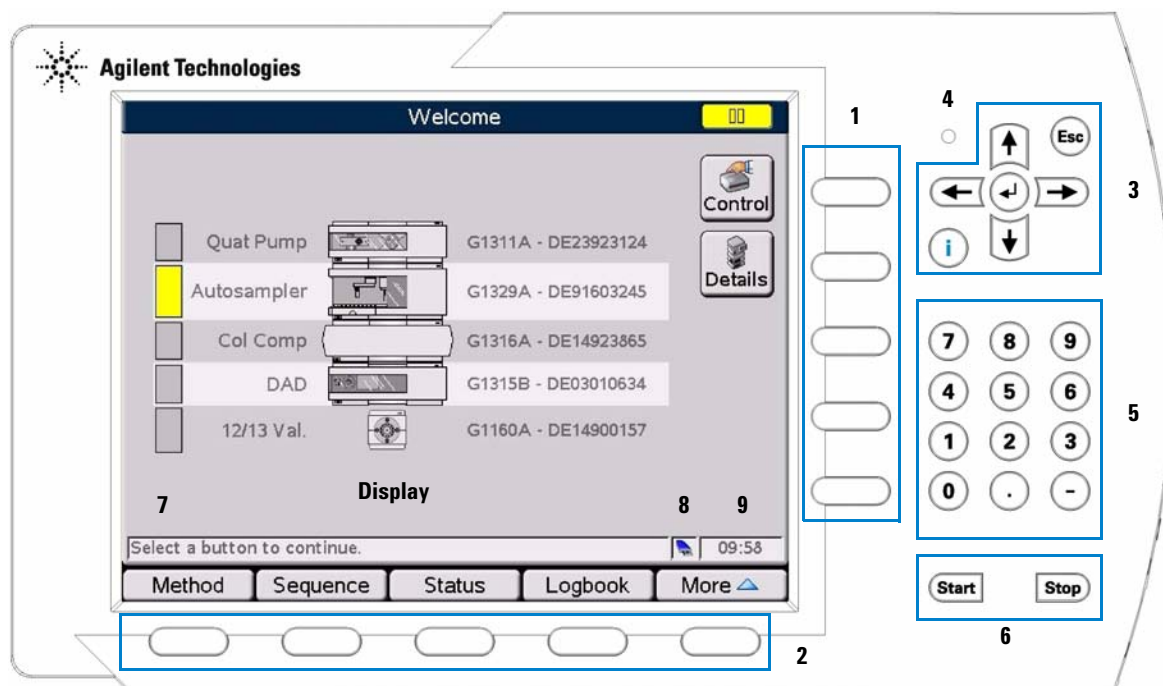 Agilent Technologies
Welcome
1
4
Esc
3
i
Control
Details
Quat Pump G1311A - DE23923124
Autosampler G1329A - DE91603245
Col Comp G1316A - DE14923865
DAD G1315B - DE03010634
12/13 Val. G1160A - DE14900157
7 8 9
4 5 6
1 2 3
0 . -
5
7
Display
8
9
Select a button to continue.
09:58
Method Sequence Status Logbook More
Start Stop
6
2